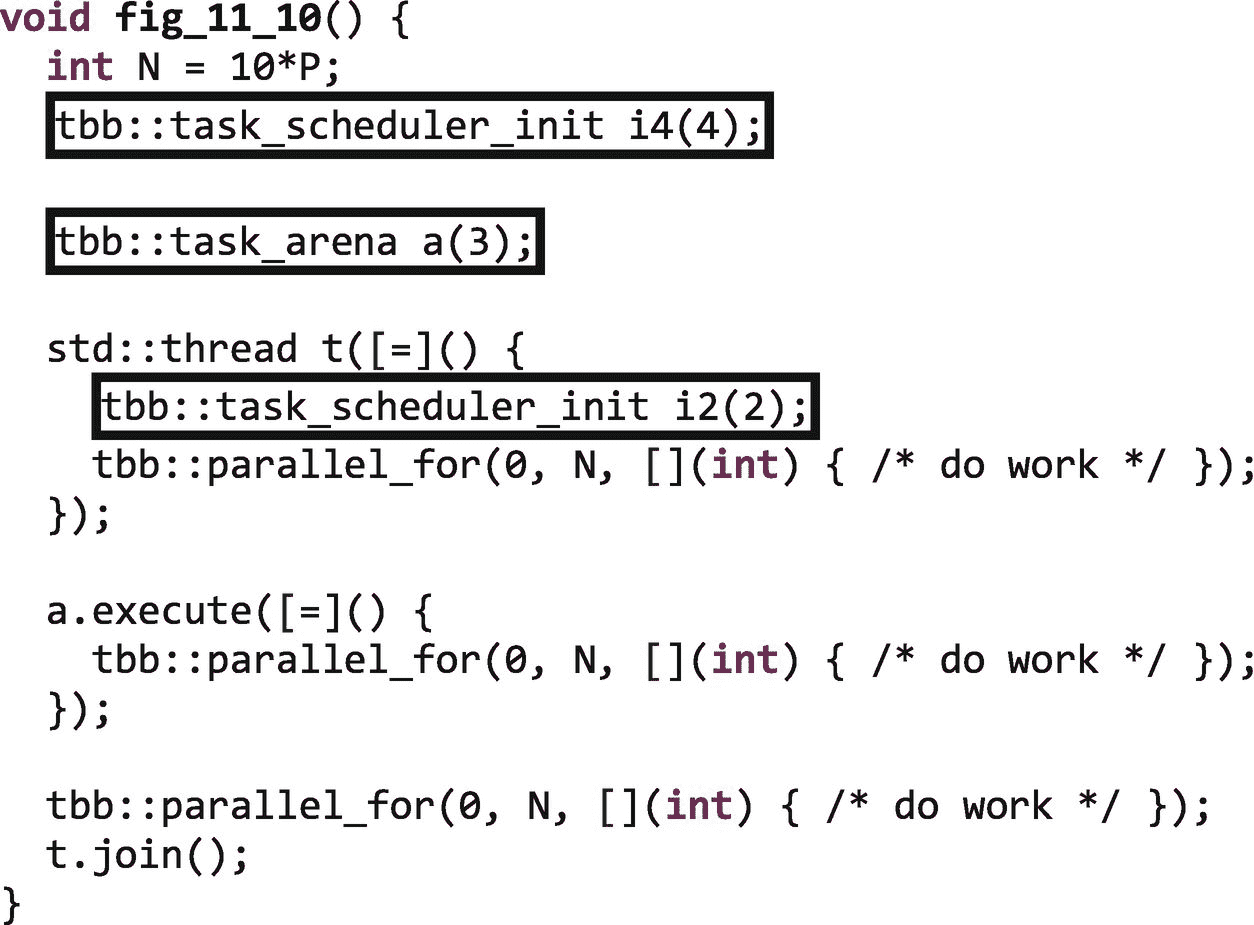 void fig_11_10() {
int N = 10*P;
tbb::task_scheduler_init i4(4);
tbb::task_arena a(3);
std::thread t([=]() {
tbb::task_scheduler_init i2(2);
tbb::parallel_for(0, N, [](int) { /* do work */ });
});
a.execute([=]() {
tbb::parallel_for(0, N, [](int) { /* do work */ });
});
tbb::parallel_for(0, N, [](int) { /* do work */ });
t.join();
}